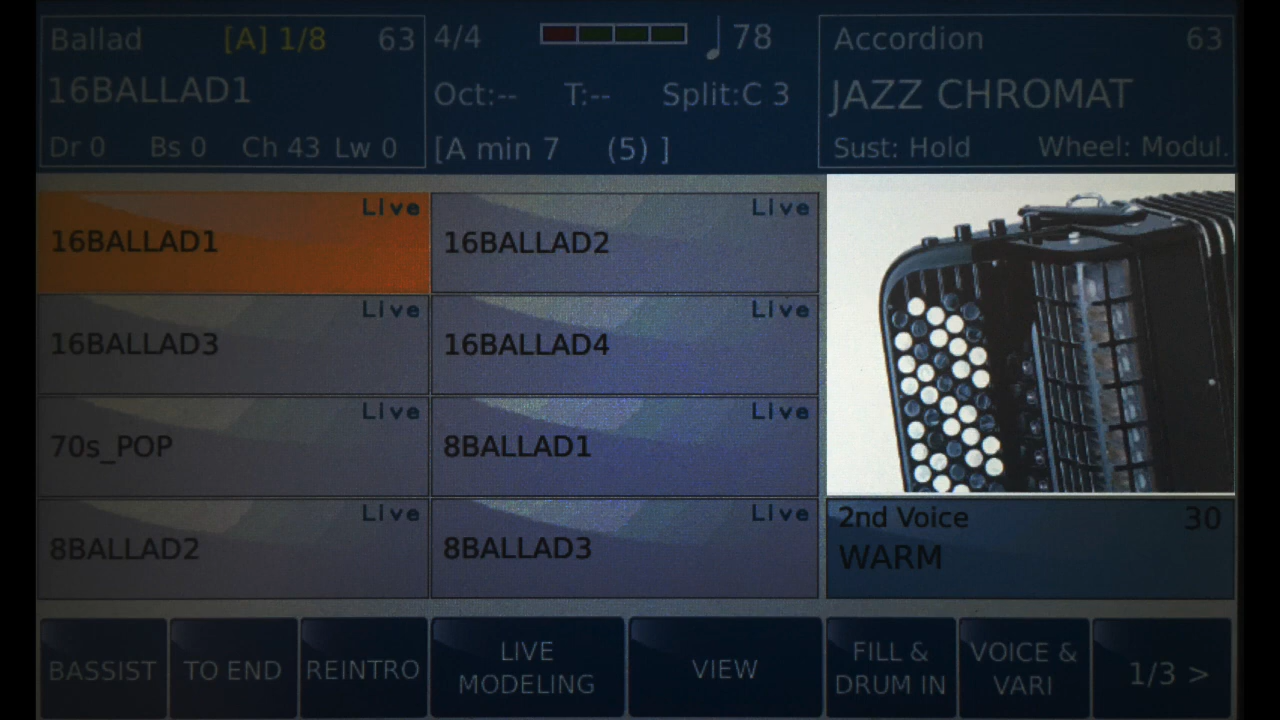 Ballad [A] 1/8 63
16BALLAD1
Dr 0 Bs 0 Ch 43 Lw 0
4/4 78
Oct:-- T:-- Split:C 3
[A min 7 (5) ]
Accordion 63
JAZZ CHROMAT
Sust: Hold Wheel: Modul.
Live
16BALLAD1
Live
16BALLAD2
Live
16BALLAD3
Live
16BALLAD4
Live
70s_POP
Live
8BALLAD1
Live
8BALLAD2
Live
8BALLAD3
2nd Voice 30
WARM
BASSIST
TO END
REINTRO
LIVE
MODELING
VIEW
FILL &
DRUM IN
VOICE &
VARI
1/3 >